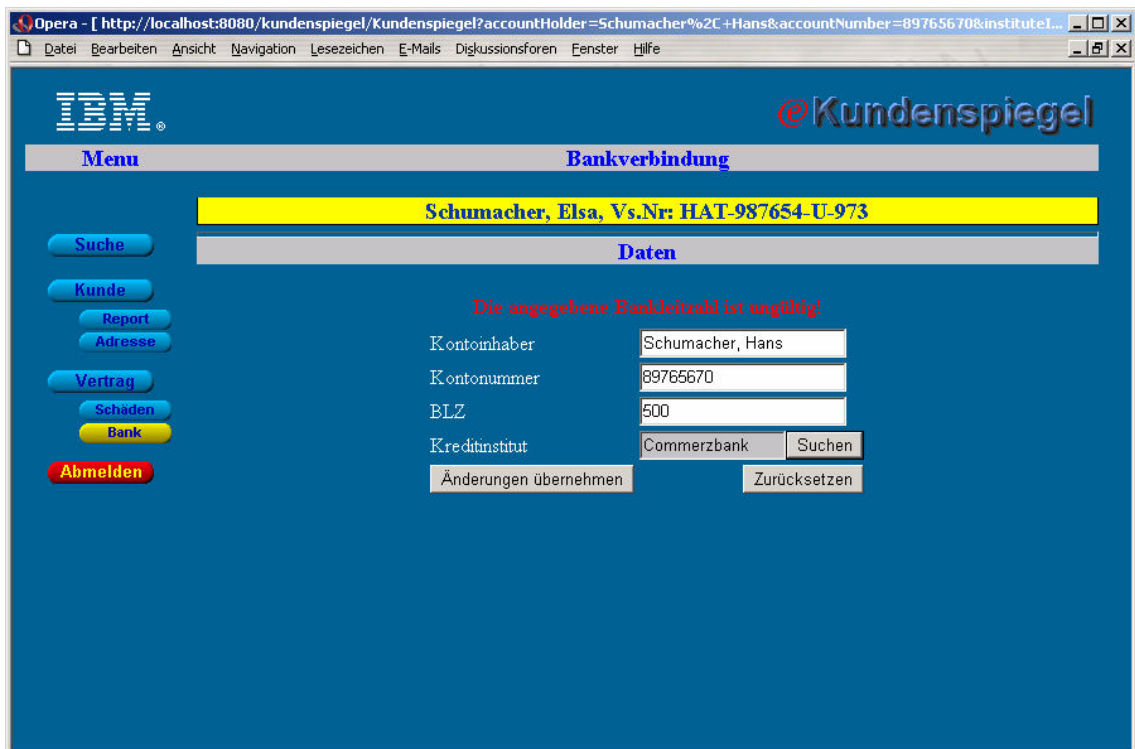 Opera - [ http://localhost:8080/kundenspiegel/Kundenspiegel?accountHolder=Schumacher%2C+Hans&accountNumber=89765670&instituteI...
Datei Bearbeiten Ansicht Navigation Lesezeichen E-Mails Diskussionsforen Fenster Hilfe
IBM® eKundenspiegel
Menu Bankverbindung
Schumacher, Elsa, Vs.Nr: HAT-987654-U-973
Suche
Daten
Kunde
Die angegebene Bankleitzahl ist ungültig!
Report
Adresse
Kontoinhaber Schumacher, Hans
Vertrag
Kontonummer 89765670
Schäden
BLZ 500
Bank
Kreditinstitut Commerzbank Suchen
Abmelden
Änderungen übernehmen Zurücksetzen